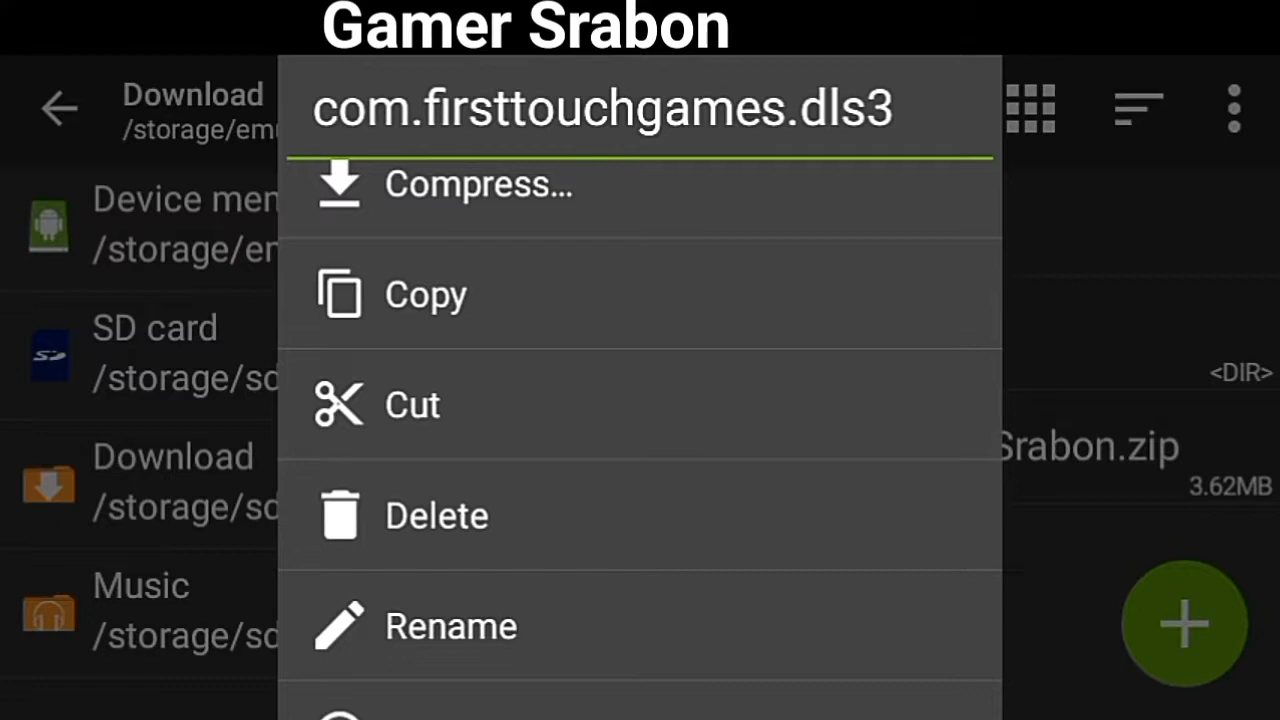 Gamer Srabon
Download
/storage/emu
com.firsttouchgames.dls3
Device mem
/storage/em
Compress...
Copy
SD card
/storage/sd
<DIR>
Cut
Srabon.zip
3.62MB
Download
/storage/sd
Delete
Music
/storage/sd
Rename